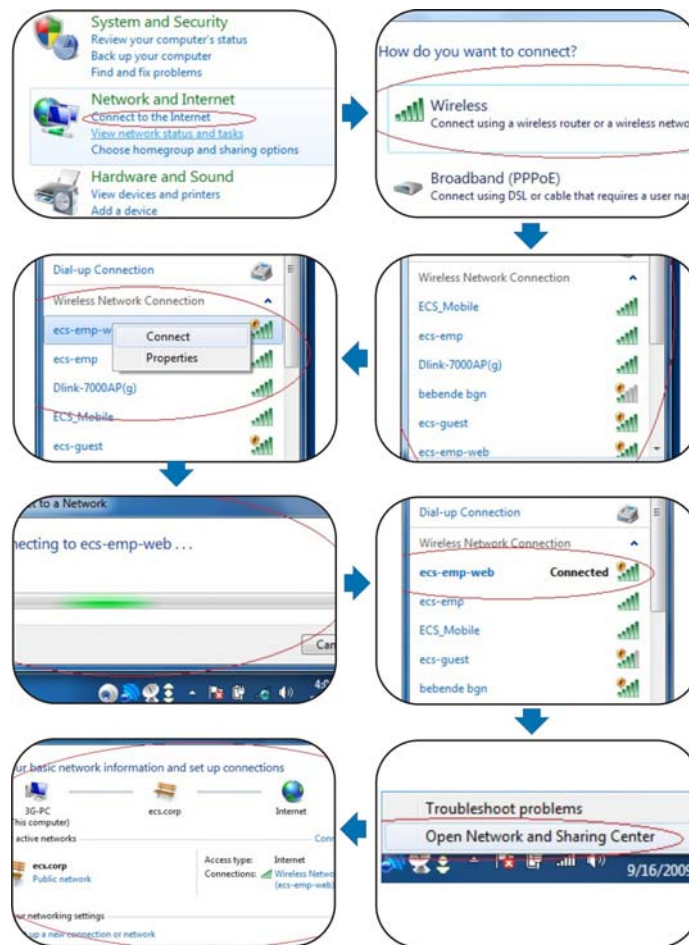 System and Security
Review your computer's status
Back up your computer
Find and fix problems
Network and Internet
Connect to the Internet
View network status and tasks
Choose homegroup and sharing options
Hardware and Sound
View devices and printers
Add a device
How do you want to connect?
Wireless
Connect using a wireless router or a wireless netwo
Broadband (PPPoE)
Connect using DSL or cable that requires a user na
Wireless Network Connection
ECS_Mobile
ecs-emp
Dlink-7000AP(g)
bebende bgn
ecs-guest
ecs-emp-web
Dial-up Connection
Wireless Network Connection
ecs-emp-w
Connect
Properties
ecs-emp
Dlink-7000AP(g)
ECS_Mobile
ecs-guest
ct to a Network
necting to ecs-emp-web . . .
Can
4:0
Dial-up Connection
Wireless Network Connection
ecs-emp-web Connected
ecs-emp
ECS_Mobile
ecs-guest
bebende bgn
Troubleshoot problems
Open Network and Sharing Center
9/16/2009
ur basic network information and set up connections
3G-PC
his computer)
ecs.corp
Internet
active networks
Conn
ecs.corp
Public network
Access type: Internet
Connections: Wireless Netwo
(ecs-emp-web)
ur networking settings
up a new connection or network